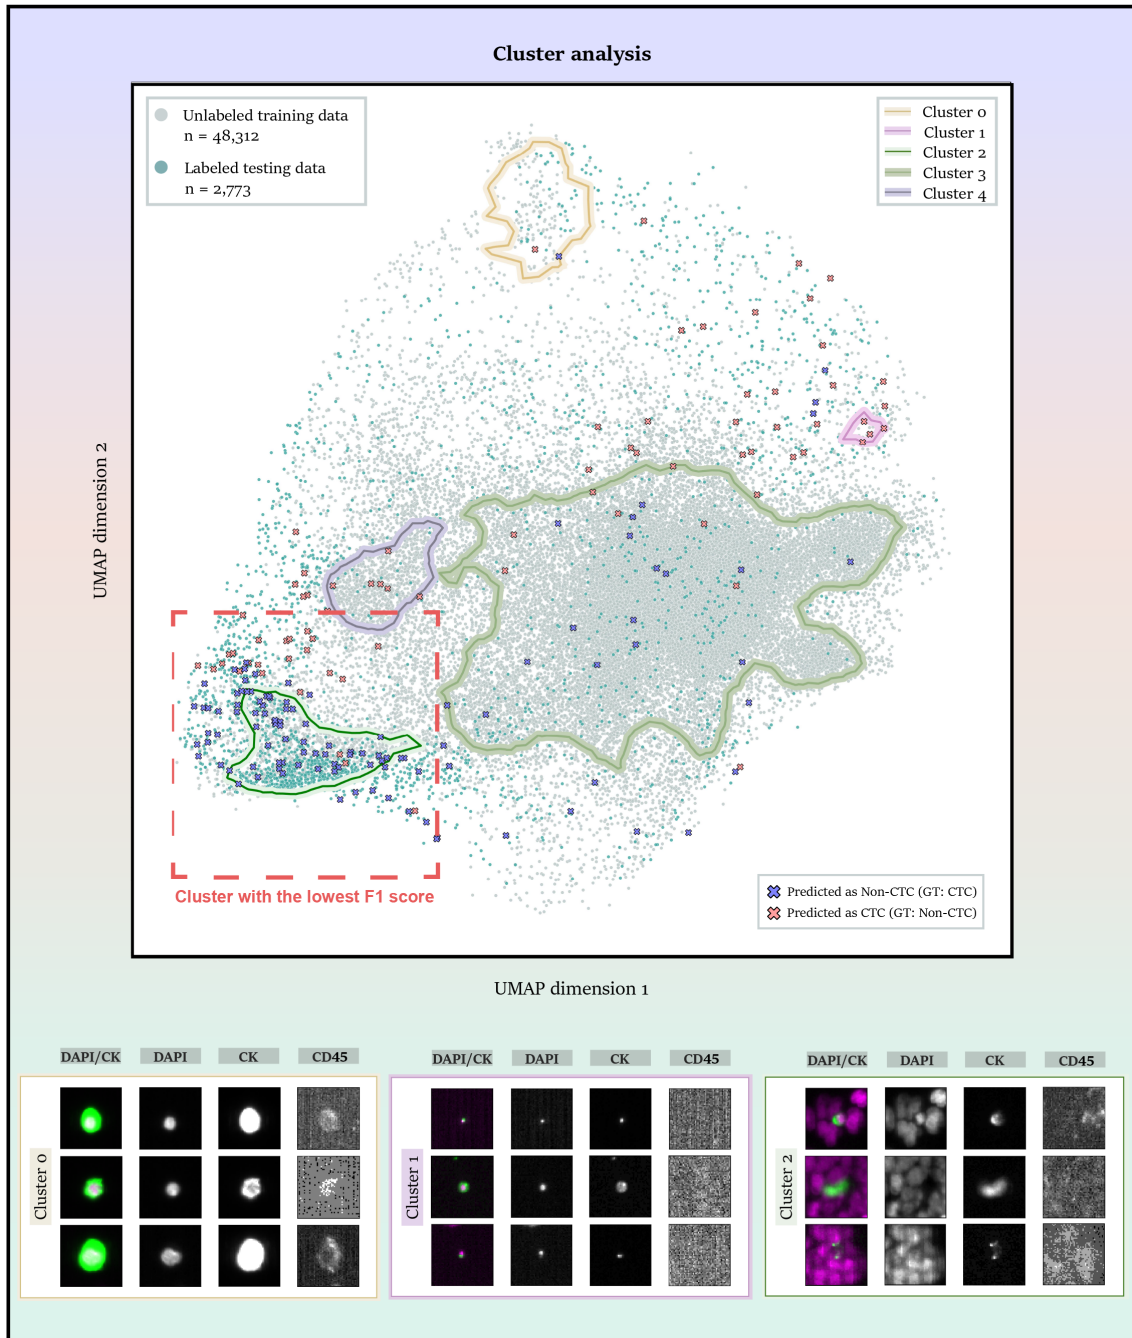 Cluster analysis
Unlabeled training data
n = 48,312
Labeled testing data
n = 2,773
Cluster 0
Cluster 1
Cluster 2
Cluster 3
Cluster 4
UMAP dimension 2
Cluster with the lowest F1 score
Predicted as Non-CTC (GT: CTC)
Predicted as CTC (GT: Non-CTC)
UMAP dimension 1
DAPI/CK DAPI CK CD45
Cluster 0
DAPI/CK DAPI CK CD45
Cluster 1
DAPI/CK DAPI CK CD45
Cluster 2